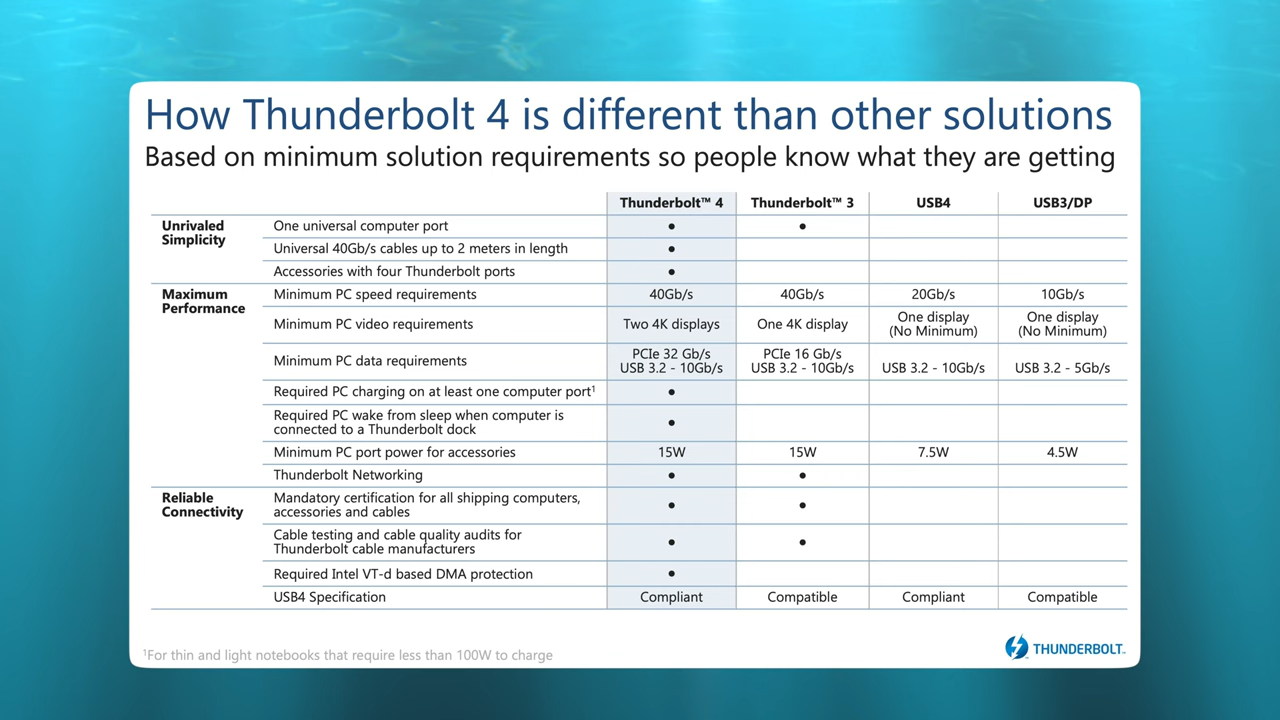 How Thunderbolt 4 is different than other solutions
Based on minimum solution requirements so people know what they are getting
Thunderbolt™ 4 Thunderbolt™ 3 USB4 USB3/DP
Unrivaled
Simplicity
One universal computer port ● ●
Universal 40Gb/s cables up to 2 meters in length ●
Accessories with four Thunderbolt ports ●
Maximum
Performance
Minimum PC speed requirements 40Gb/s 40Gb/s 20Gb/s 10Gb/s
Minimum PC video requirements Two 4K displays One 4K display One display
(No Minimum) One display
(No Minimum)
Minimum PC data requirements PCIe 32 Gb/s
USB 3.2 - 10Gb/s PCIe 16 Gb/s
USB 3.2 - 10Gb/s USB 3.2 - 10Gb/s USB 3.2 - 5Gb/s
Required PC charging on at least one computer port¹ ●
Required PC wake from sleep when computer is
connected to a Thunderbolt dock ●
Minimum PC port power for accessories 15W 15W 7.5W 4.5W
Thunderbolt Networking ● ●
Reliable
Connectivity
Mandatory certification for all shipping computers,
accessories and cables ● ●
Cable testing and cable quality audits for
Thunderbolt cable manufacturers ● ●
Required Intel VT-d based DMA protection ●
USB4 Specification Compliant Compatible Compliant Compatible
¹For thin and light notebooks that require less than 100W to charge
THUNDERBOLT™